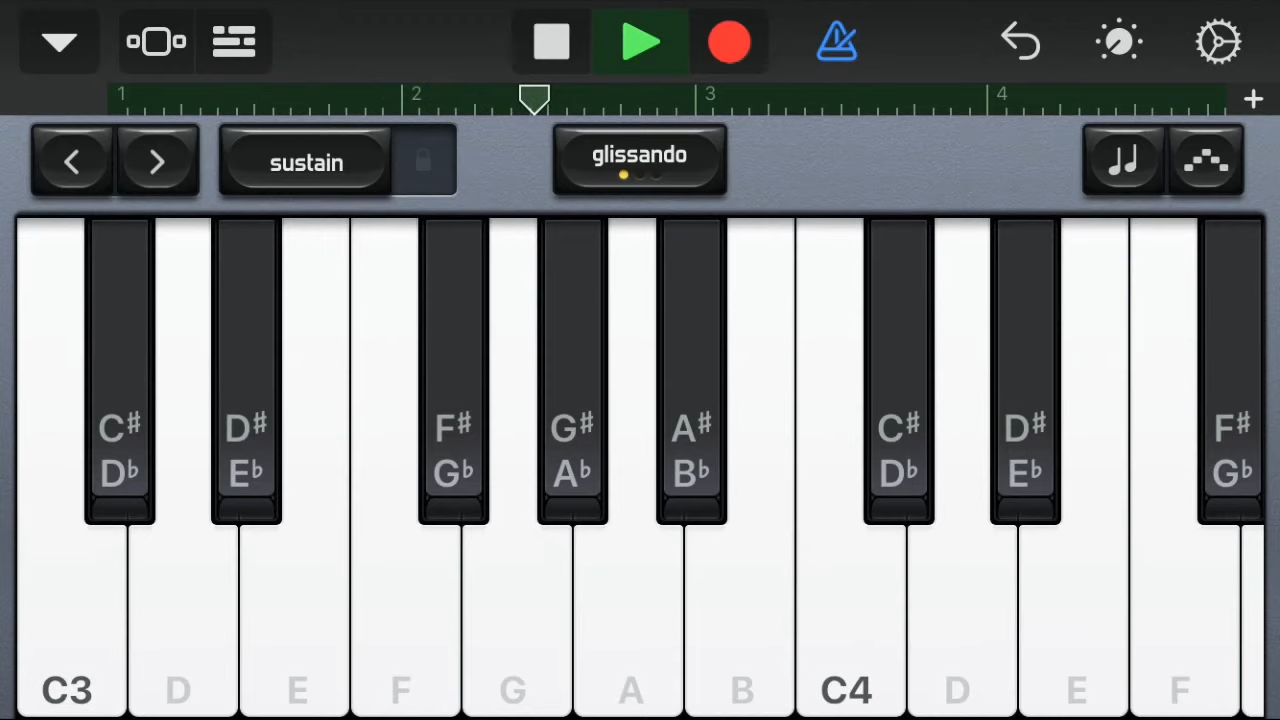 1 2 3 4
sustain glissando
C♯ D♯ F♯ G♯ A♯ C♯ D♯ F♯
D♭ E♭ G♭ A♭ B♭ D♭ E♭ G♭
C3 D E F G A B C4 D E F